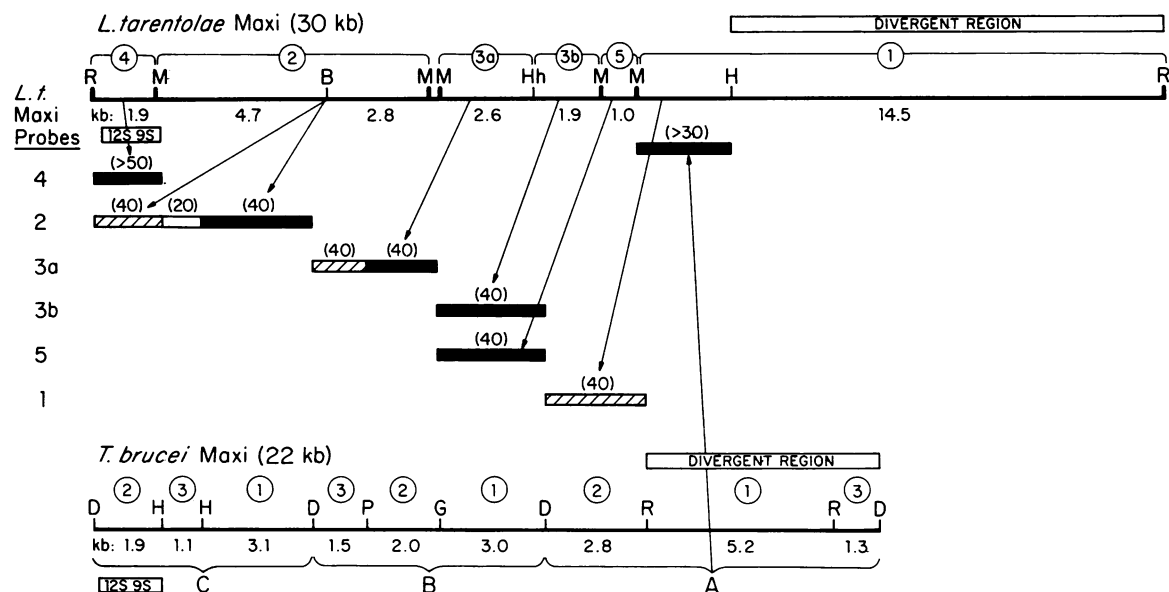 L. tarentolae Maxi (30 kb)
DIVERGENT REGION
4 2 3a 3b 5 1
R M B M M Hh M M H R
L.t.
Maxi
Probes
kb: 1.9 4.7 2.8 2.6 1.9 1.0 14.5
12S 9S
(>30)
(>50)
4
(40) (20) (40)
2
(40) (40)
3a
(40)
3b
(40)
5
(40)
1
T. brucei Maxi (22 kb)
DIVERGENT REGION
2 3 1 3 2 1 2 1 3
D H H D P G D R R D
kb: 1.9 1.1 3.1 1.5 2.0 3.0 2.8 5.2 1.3
12S 9S C B A